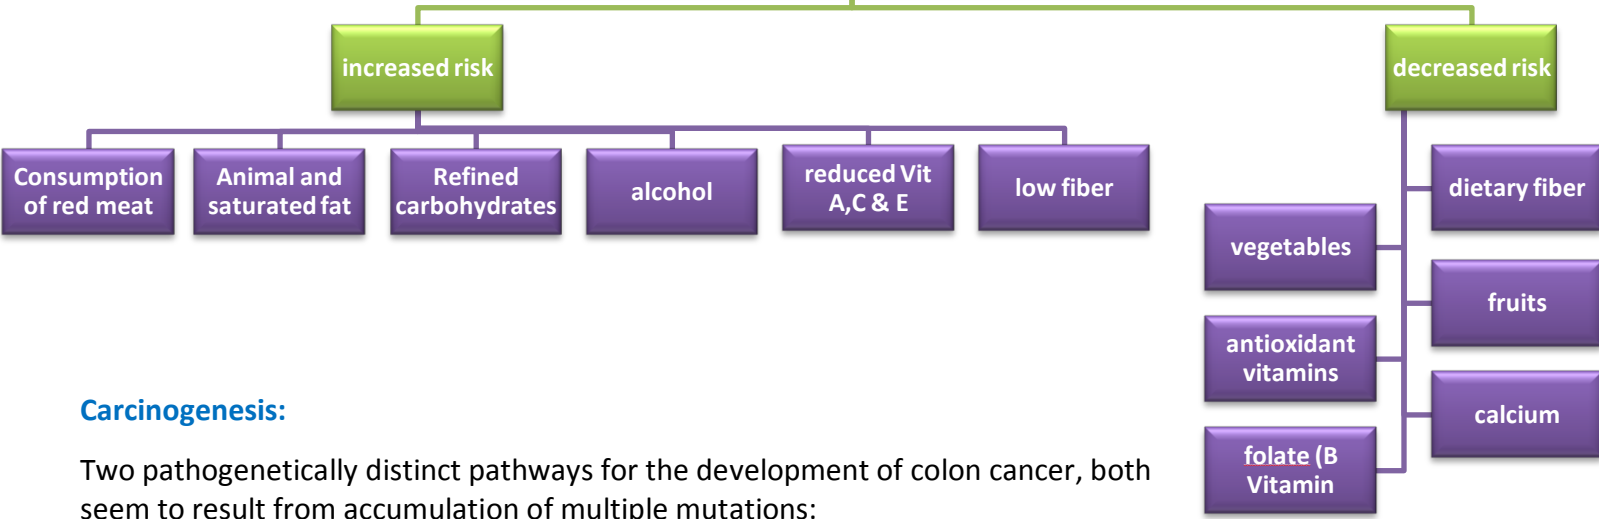 increased risk
decreased risk
Consumption
of red meat
Animal and
saturated fat
Refined
carbohydrates
alcohol
reduced Vit
A,C & E
low fiber
dietary fiber
vegetables
fruits
antioxidant
vitamins
calcium
folate (B
Vitamin
Carcinogenesis:
Two pathogenetically distinct pathways for the development of colon cancer, both
seem to result from accumulation of multiple mutations: